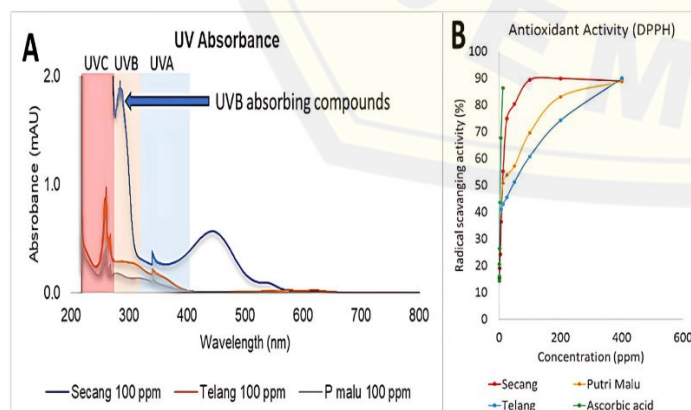 A
UV Absorbance
UVC UVB UVA
UVB absorbing compounds
Absrobance (mAU)
2.0
1.0
0.0
200 300 400 500 600 700 800
Wavelength (nm)
Secang 100 ppm Telang 100 ppm P malu 100 ppm
B
Antioxidant Activity (DPPH)
Radical scavanging activity (%)
100
90
80
70
60
50
40
30
20
10
0
0 200 400 600
Concentration (ppm)
Secang Putri Malu
Telang Ascorbic acid